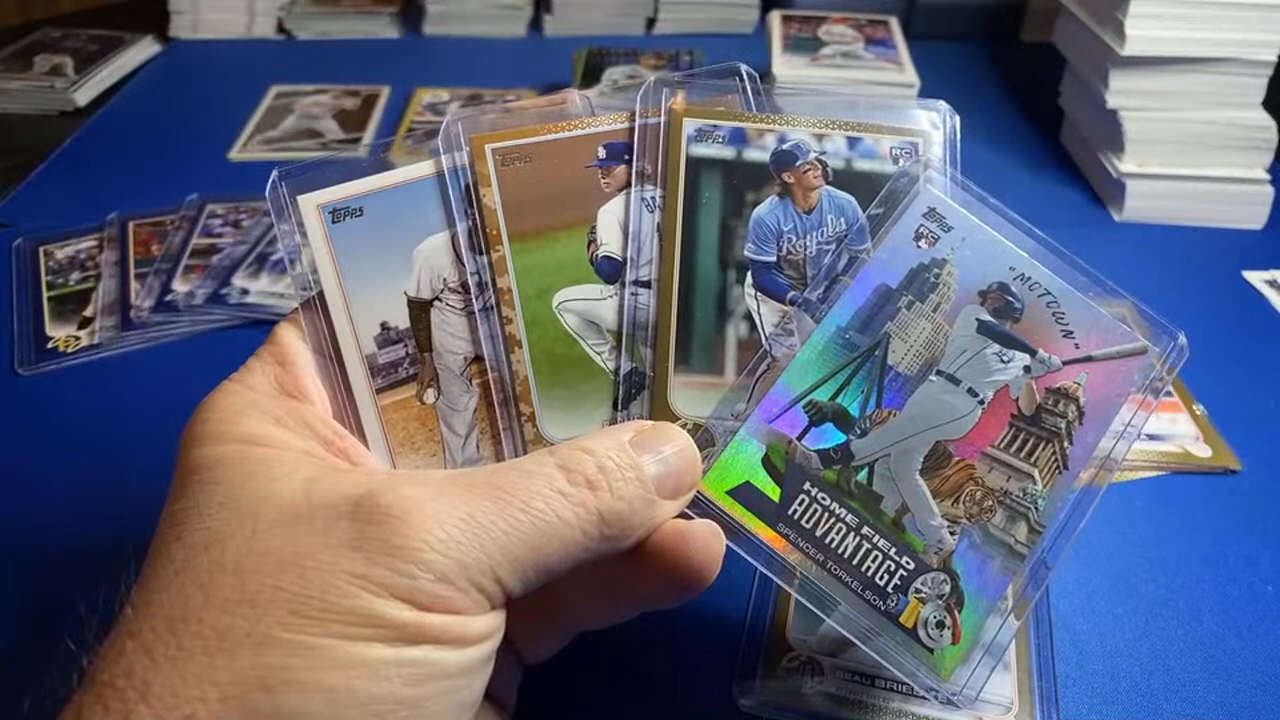 Topps
Topps
Topps
RC
Royals
Topps
RC
"MOTOWN"
HOME FIELD
ADVANTAGE
SPENCER TORKELSON
BEAU BRIESKE